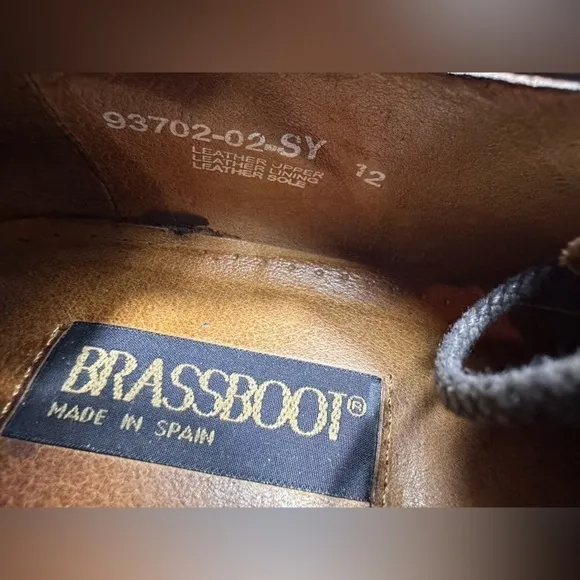 93702-02-SY 12
LEATHER UPPER
LEATHER LINING
LEATHER SOLE
BRASSBOOT®
MADE IN SPAIN